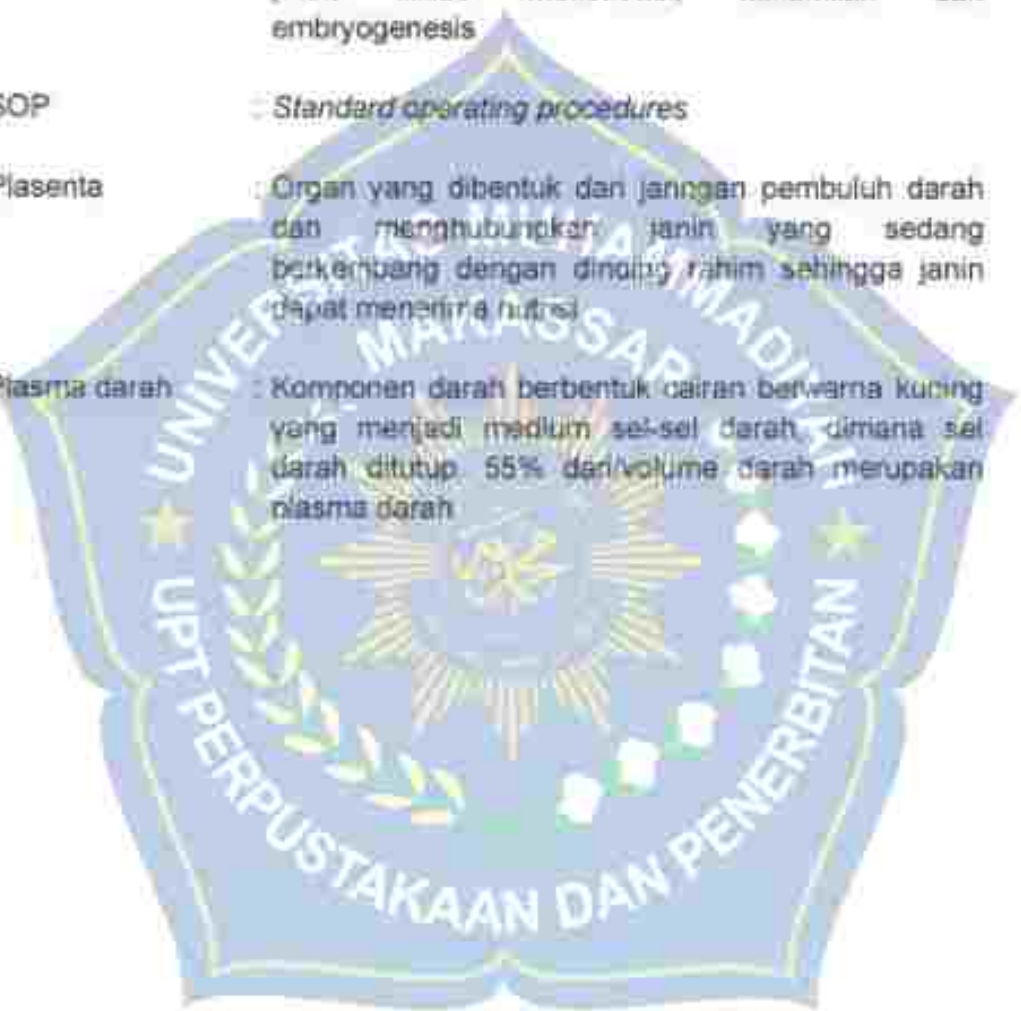 embryogenesis
SOP : Standard operating procedures
Plasenta : Organ yang dibentuk dari jaringan pembuluh darah
dan menghubungkan janin yang sedang
berkembang dengan dinding rahim sehingga janin
dapat menerima nutrisi
Plasma darah : Komponen darah berbentuk cairan berwarna kuning
yang menjadi medium sel-sel darah, dimana sel
darah ditutup. 55% dari volume darah merupakan
plasma darah
UNIVERSITAS MUHAMMADIYAH
MAKASSAR
UPT PERPUSTAKAAN DAN PENERBITAN